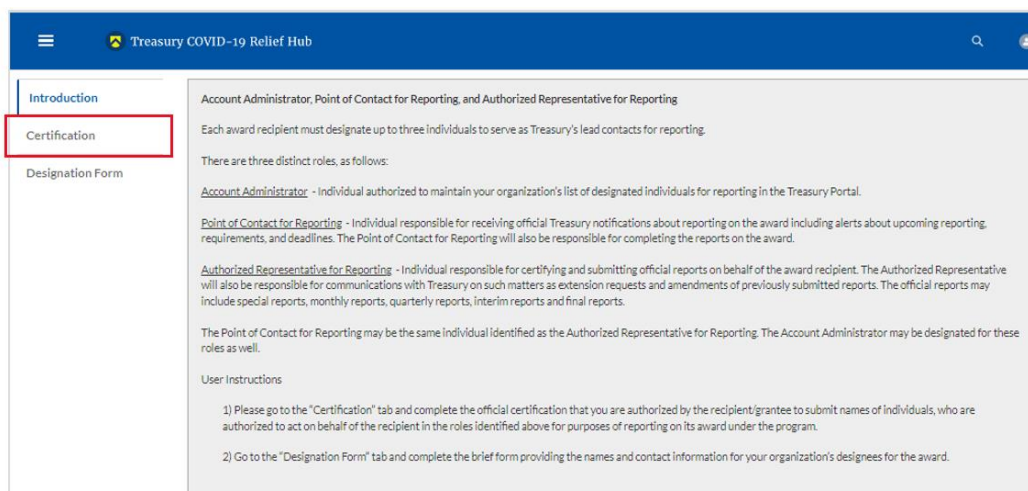 Treasury COVID-19 Relief Hub
Introduction
Certification
Designation Form
Account Administrator, Point of Contact for Reporting, and Authorized Representative for Reporting
Each award recipient must designate up to three individuals to serve as Treasury's lead contacts for reporting.
There are three distinct roles, as follows:
Account Administrator - Individual authorized to maintain your organization's list of designated individuals for reporting in the Treasury Portal.
Point of Contact for Reporting - Individual responsible for receiving official Treasury notifications about reporting on the award including alerts about upcoming reporting,
requirements, and deadlines. The Point of Contact for Reporting will also be responsible for completing the reports on the award.
Authorized Representative for Reporting - Individual responsible for certifying and submitting official reports on behalf of the award recipient. The Authorized Representative
will also be responsible for communications with Treasury on such matters as extension requests and amendments of previously submitted reports. The official reports may
include special reports, monthly reports, quarterly reports, interim reports and final reports.
The Point of Contact for Reporting may be the same individual identified as the Authorized Representative for Reporting. The Account Administrator may be designated for these
roles as well.
User Instructions
1) Please go to the "Certification" tab and complete the official certification that you are authorized by the recipient/grantee to submit names of individuals, who are
authorized to act on behalf of the recipient in the roles identified above for purposes of reporting on its award under the program.
2) Go to the "Designation Form" tab and complete the brief form providing the names and contact information for your organization's designees for the award.